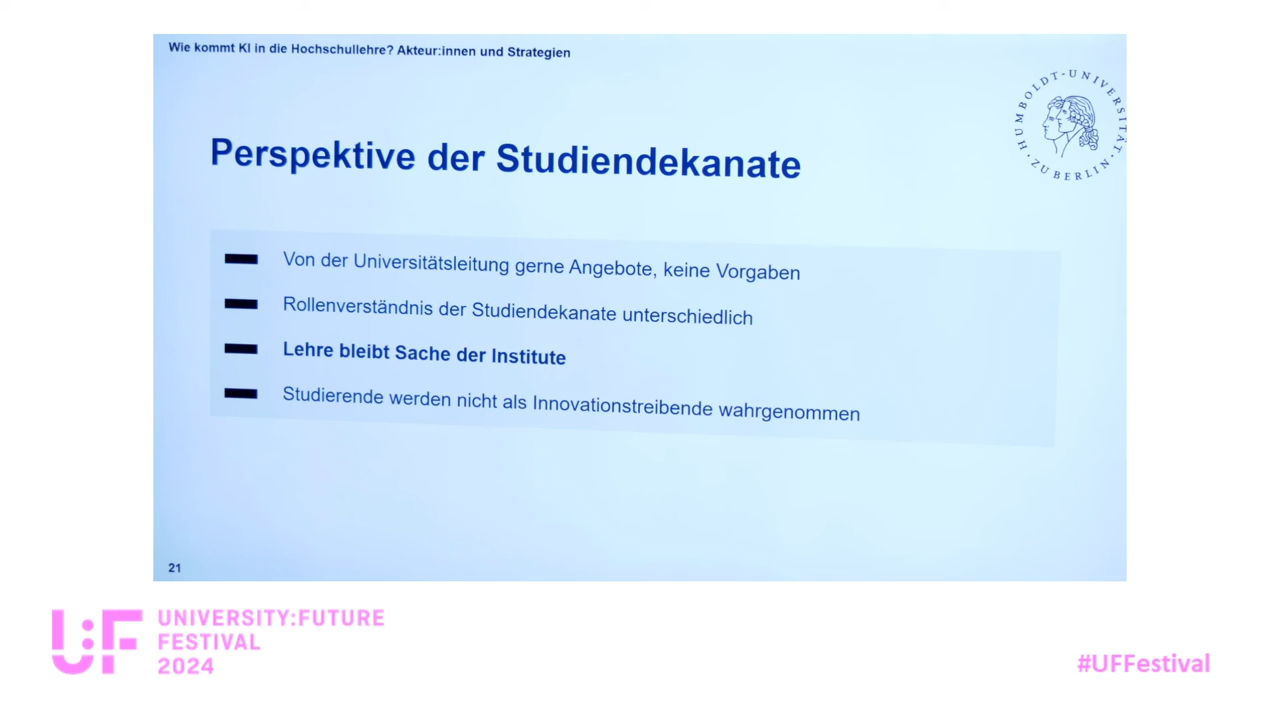 Wie kommt KI in die Hochschullehre? Akteur:innen und Strategien
HUMBOLDT-UNIVERSITÄT · ZU BERLIN ·
Perspektive der Studiendekanate
Von der Universitätsleitung gerne Angebote, keine Vorgaben
Rollenverständnis der Studiendekanate unterschiedlich
Lehre bleibt Sache der Institute
Studierende werden nicht als Innovationstreibende wahrgenommen
21
U:F UNIVERSITY:FUTURE
FESTIVAL
2024
#UFFestival